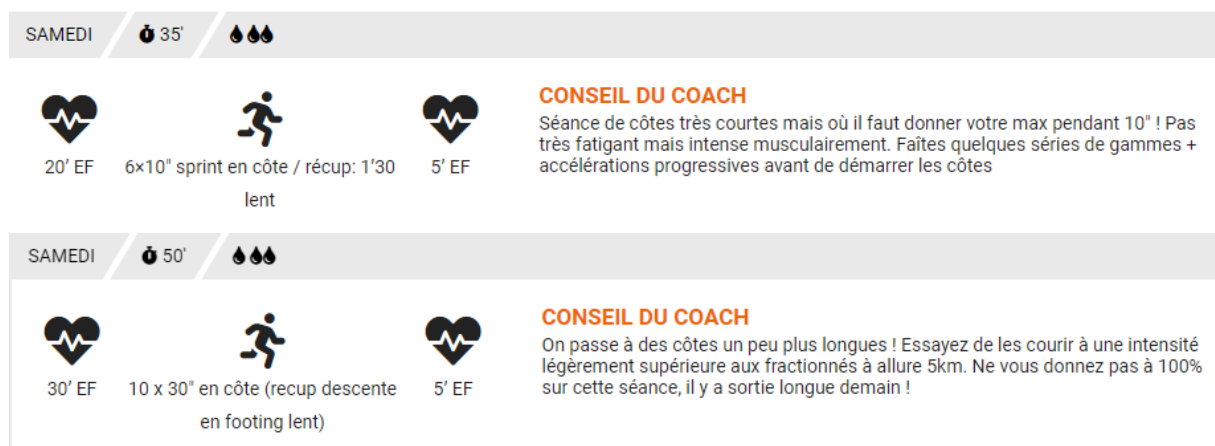 SAMEDI 35'
CONSEIL DU COACH
Séance de côtes très courtes mais où il faut donner votre max pendant 10" ! Pas
très fatigant mais intense musculairement. Faîtes quelques séries de gammes +
accélérations progressives avant de démarrer les côtes
20’ EF
6×10" sprint en côte / récup: 1’30
lent
5’ EF
SAMEDI 50'
CONSEIL DU COACH
On passe à des côtes un peu plus longues ! Essayez de les courir à une intensité
légèrement supérieure aux fractionnés à allure 5km. Ne vous donnez pas à 100%
sur cette séance, il y a sortie longue demain !
30’ EF
10 x 30" en côte (recup descente
en footing lent)
5’ EF